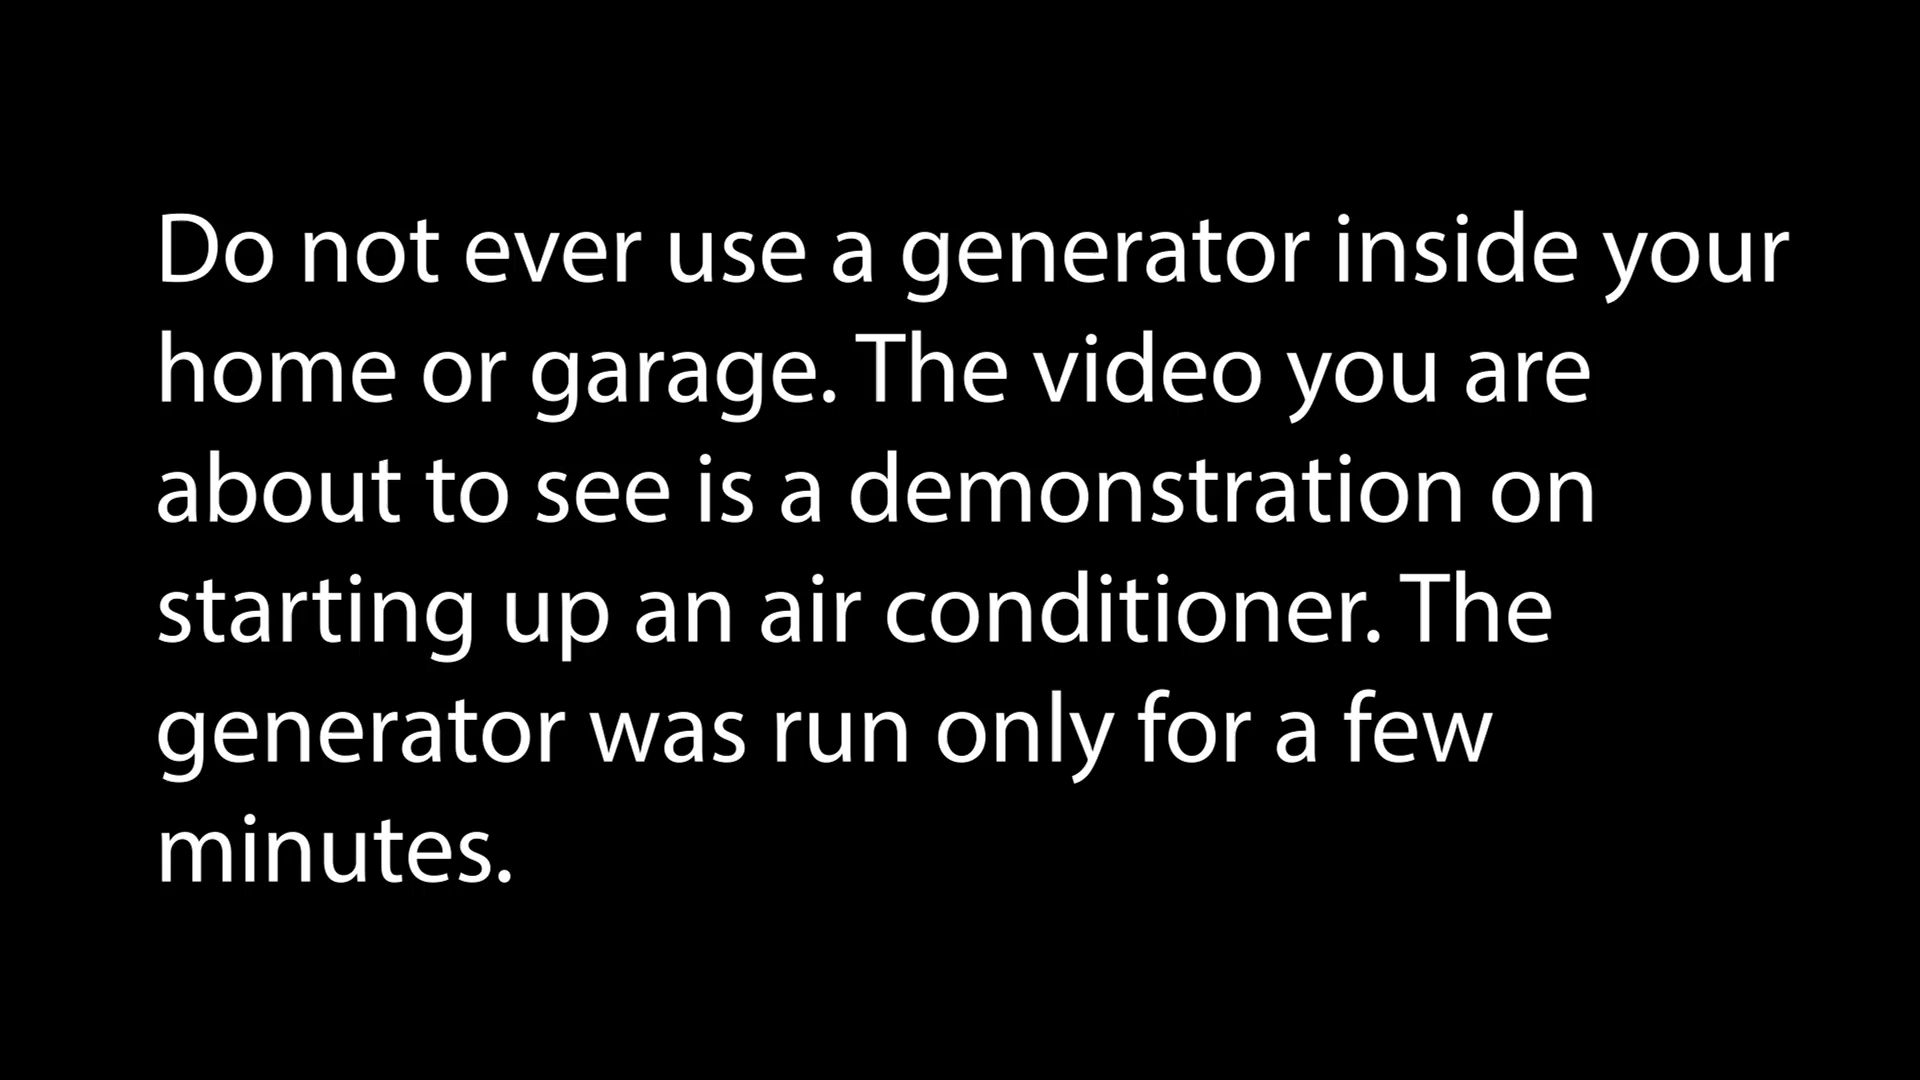 Do not ever use a generator inside your
home or garage. The video you are
about to see is a demonstration on
starting up an air conditioner. The
generator was run only for a few
minutes.